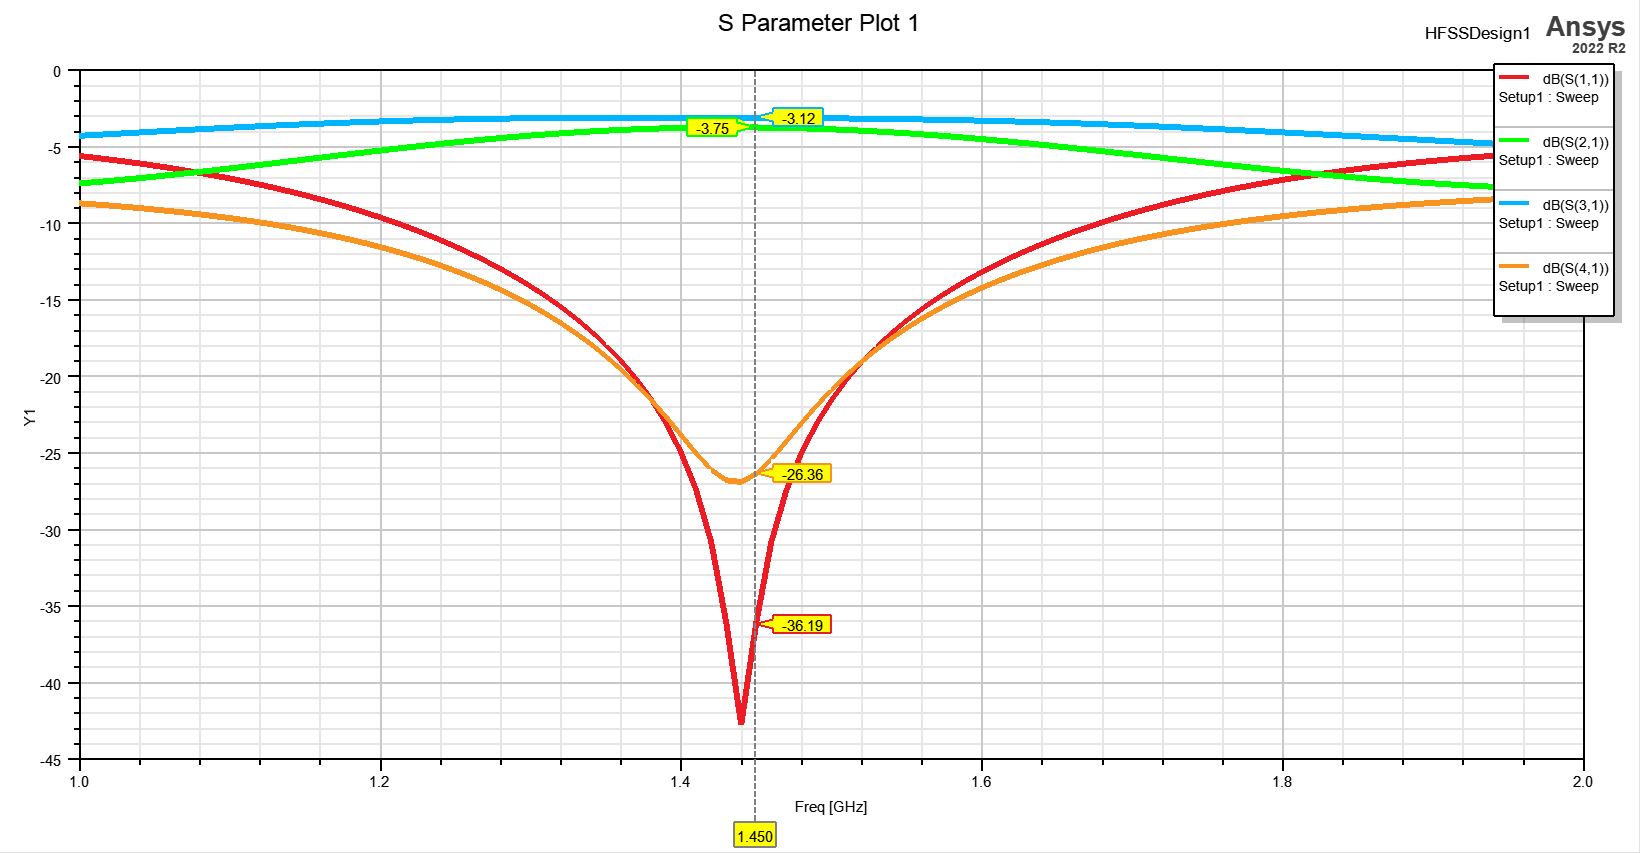 S Parameter Plot 1
HFSSDesign1
Ansys
2022 R2
dB(S(1,1))
Setup1 : Sweep
dB(S(2,1))
Setup1 : Sweep
dB(S(3,1))
Setup1 : Sweep
dB(S(4,1))
Setup1 : Sweep
0
-5
-10
-15
-20
-25
-30
-35
-40
-45
Y1
-3.12
-3.75
-26.36
-36.19
1.0
1.2
1.4
1.6
1.8
2.0
Freq [GHz]
1.450